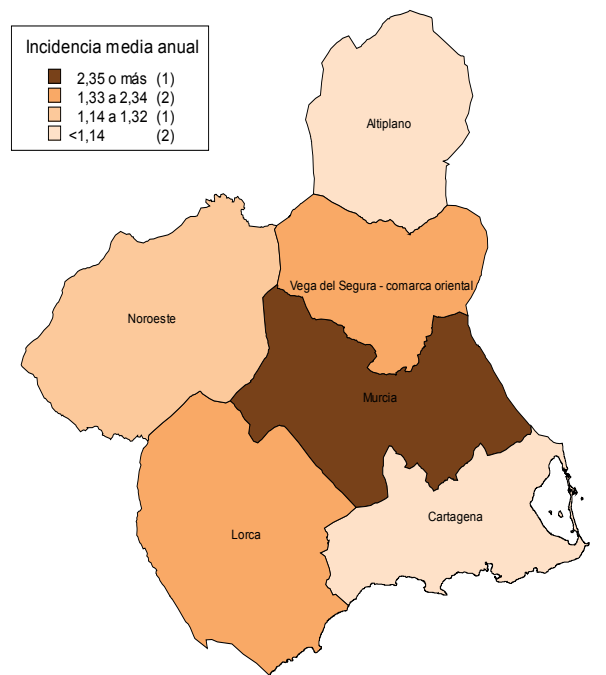 Incidencia media anual
2,35 o más (1)
1,33 a 2,34 (2)
1,14 a 1,32 (1)
<1,14 (2)
Altiplano
Vega del Segura - comarca oriental
Noroeste
Murcia
Cartagena
Lorca